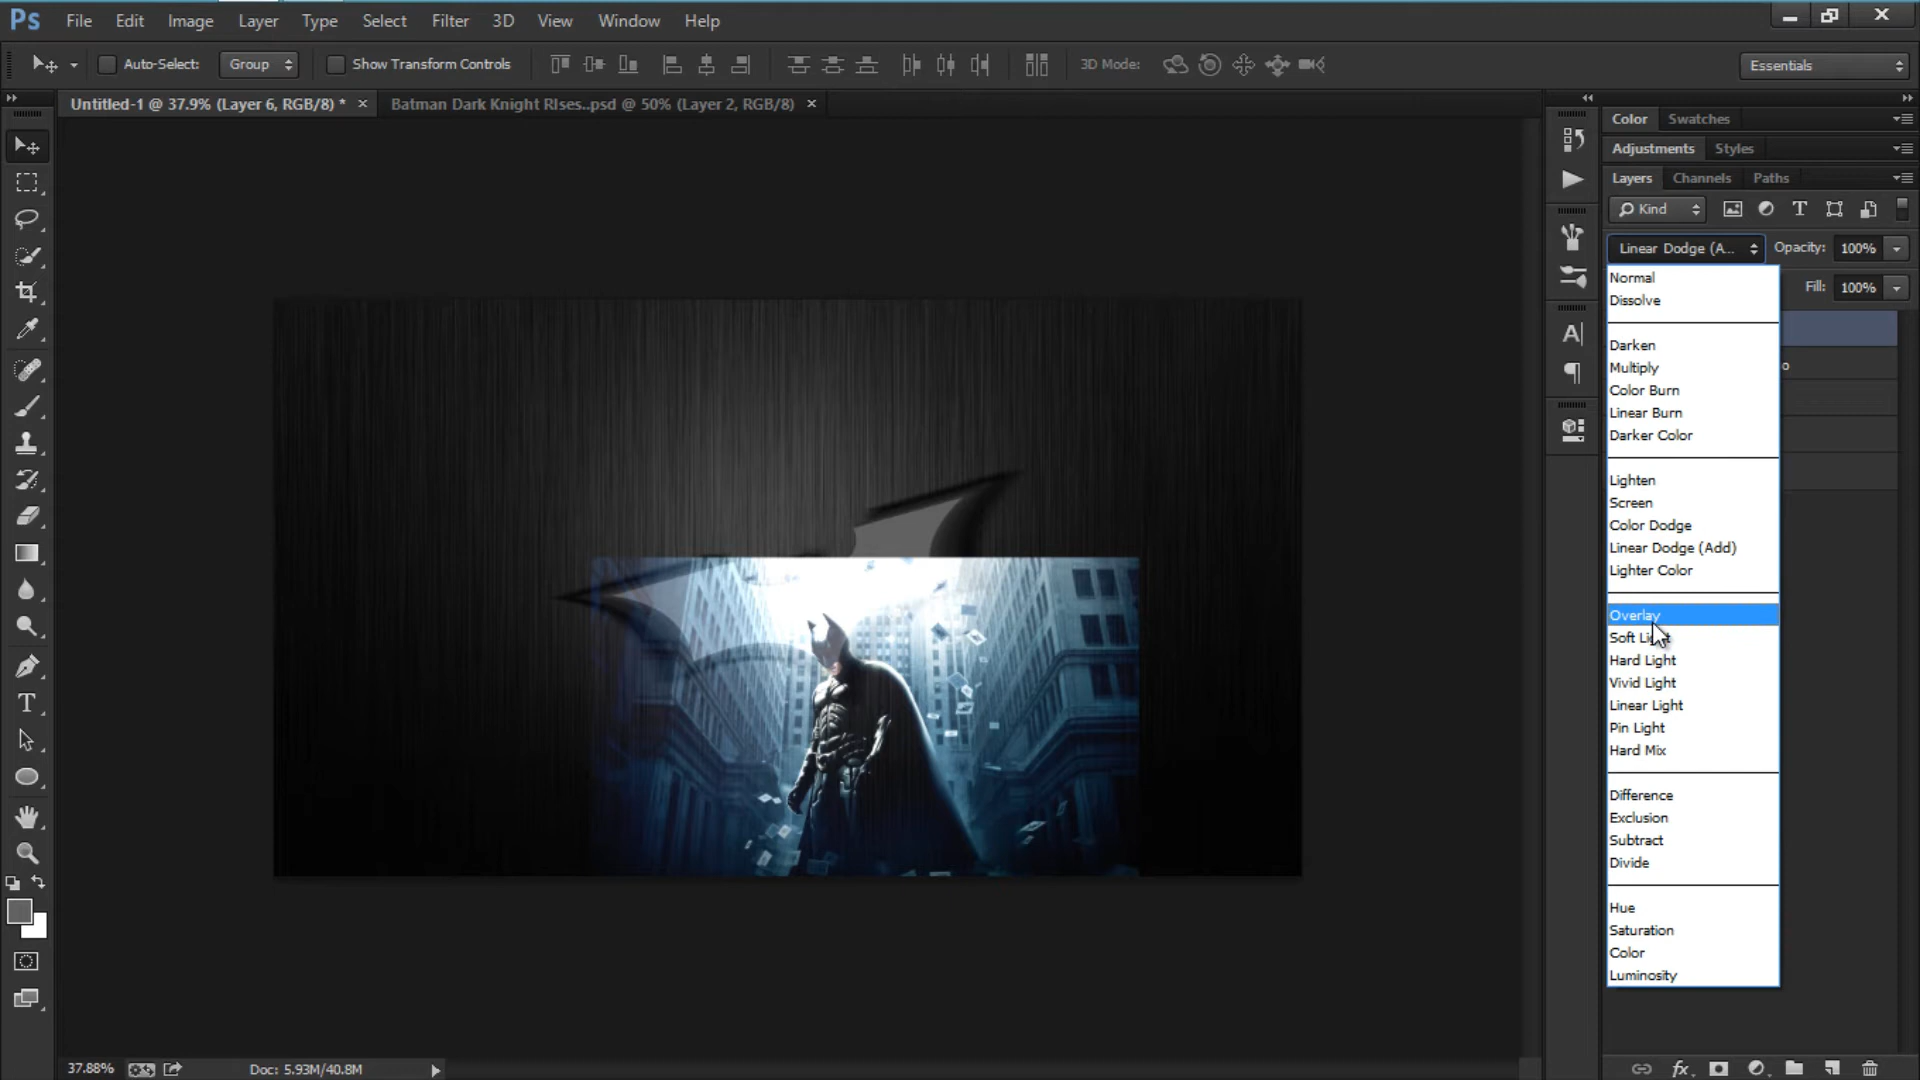 Ps File Edit Image Layer Type Select Filter 3D View Window Help
Auto-Select: Group Show Transform Controls 3D Mode: Essentials
Untitled-1 @ 37.9% (Layer 6, RGB/8) * × Batman Dark Knight RIses..psd @ 50% (Layer 2, RGB/8) ×
Color Swatches
Adjustments Styles
Layers Channels Paths
Kind
Linear Dodge (A... Opacity: 100%
Fill: 100%
Normal
Dissolve
Darken
Multiply
Color Burn
Linear Burn
Darker Color
Lighten
Screen
Color Dodge
Linear Dodge (Add)
Lighter Color
Overlay
Soft Light
Hard Light
Vivid Light
Linear Light
Pin Light
Hard Mix
Difference
Exclusion
Subtract
Divide
Hue
Saturation
Color
Luminosity
37.88% Doc: 5.93M/40.8M